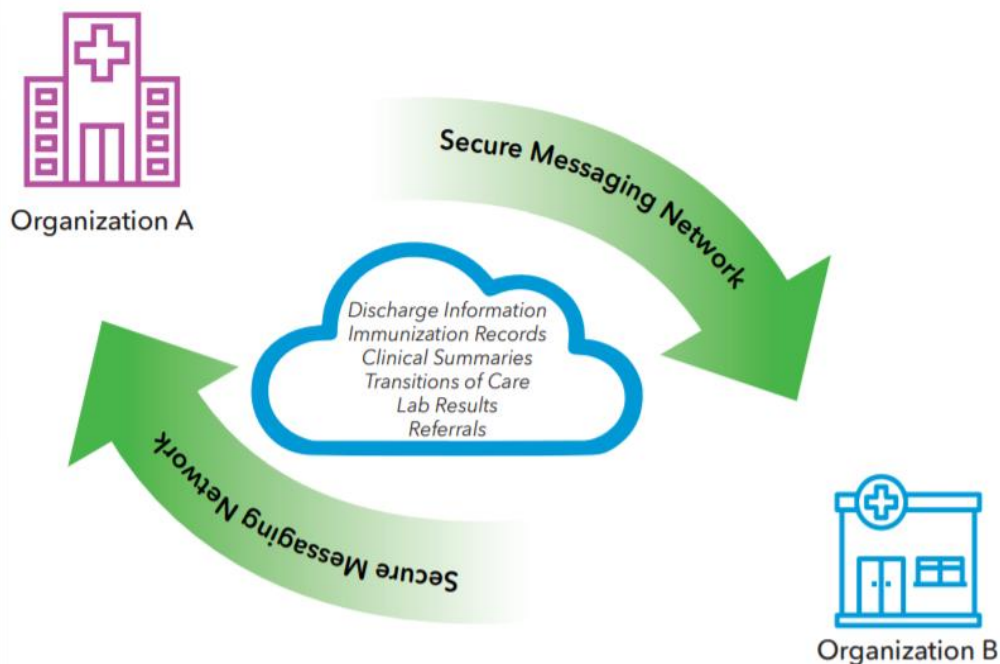 Organization A
Secure Messaging Network
Discharge Information
Immunization Records
Clinical Summaries
Transitions of Care
Lab Results
Referrals
Secure Messaging Network
Organization B